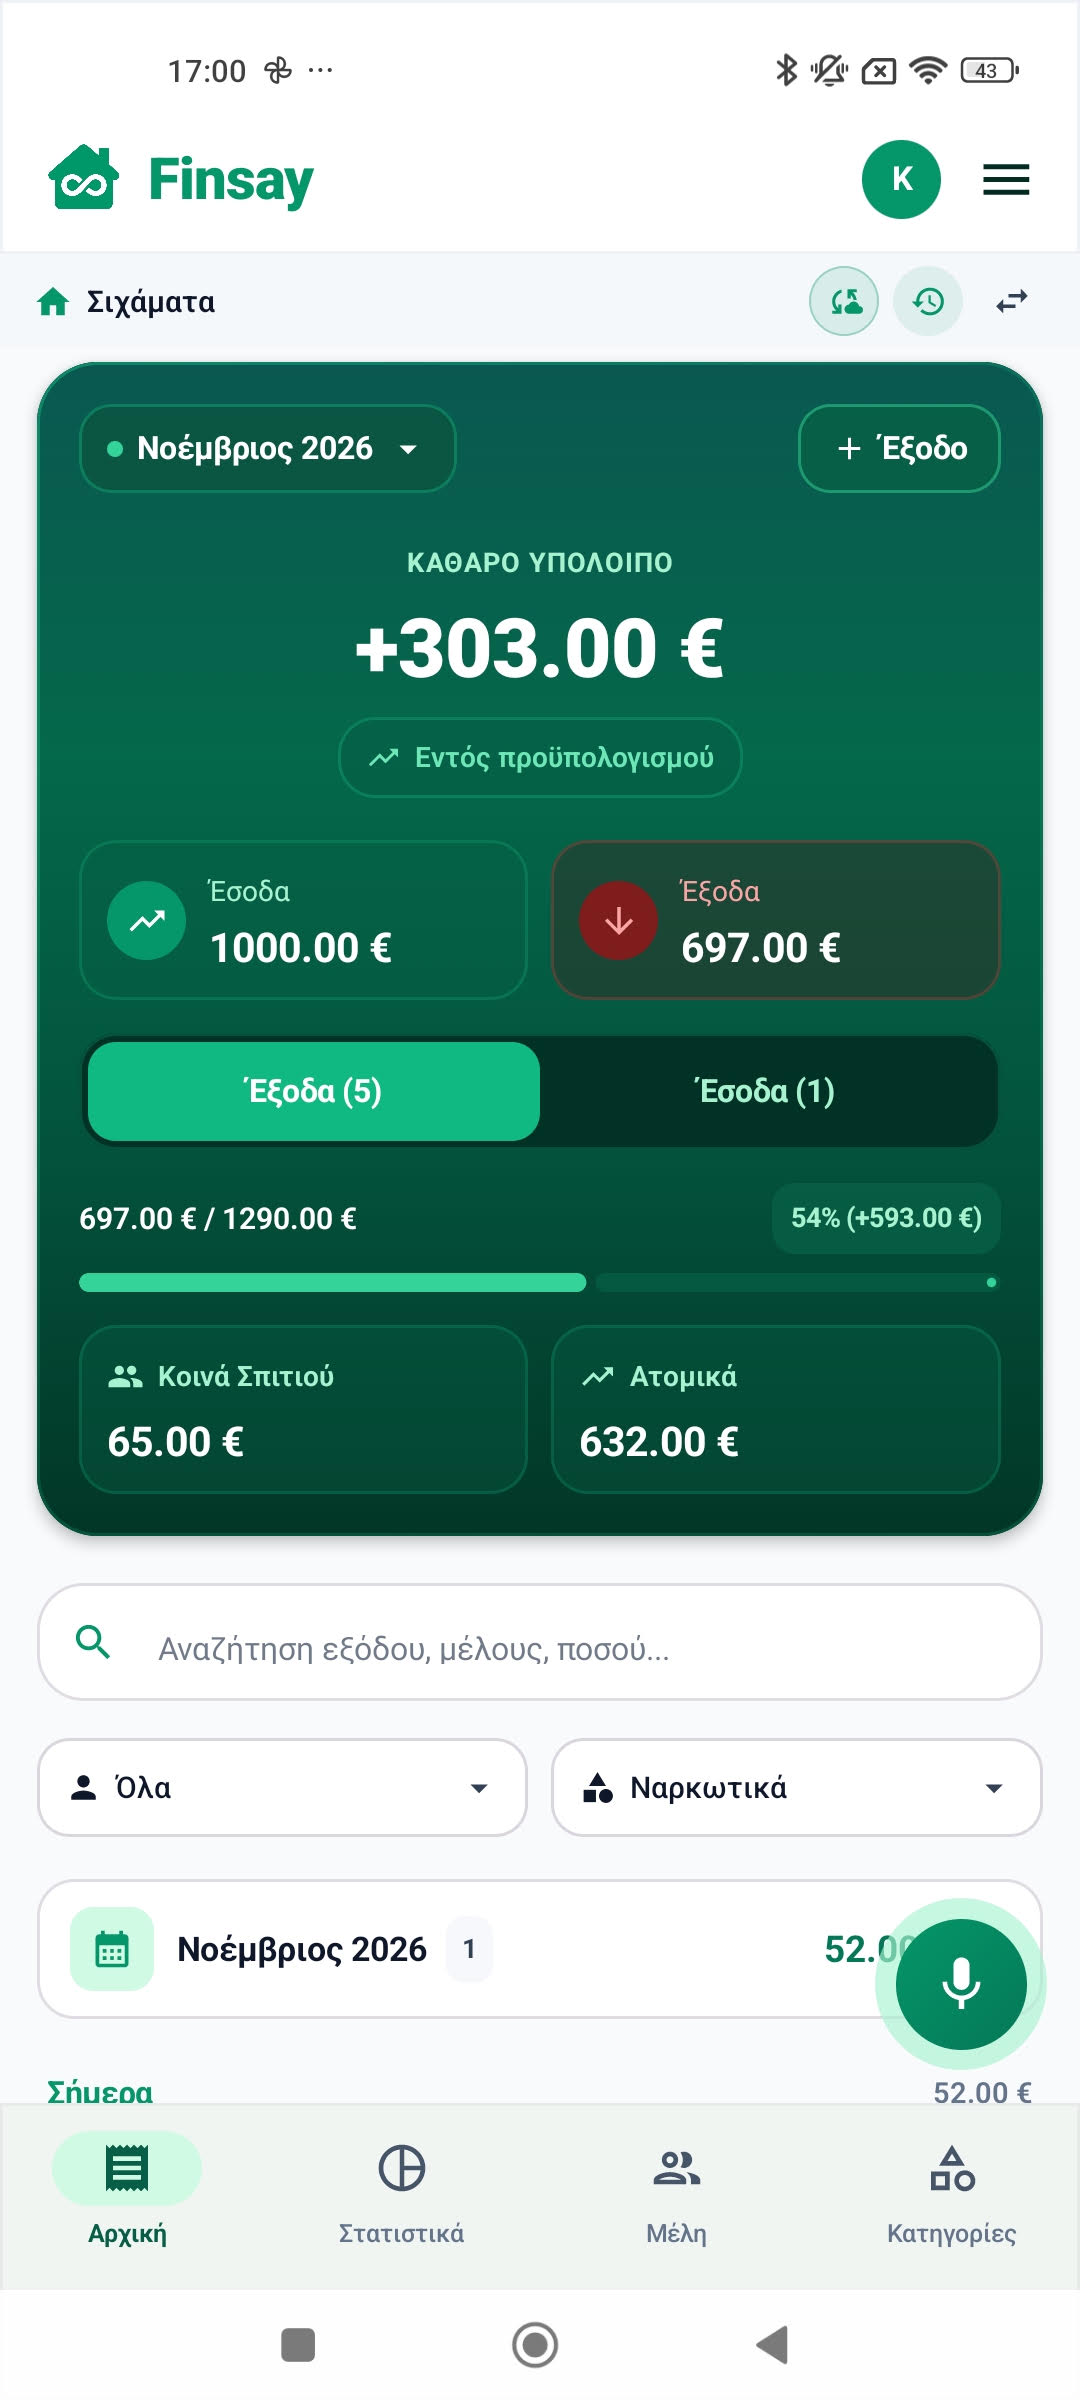 17:00 ...
43
Finsay
K
Σιχάματα
Νοέμβριος 2026
+ Έξοδο
ΚΑΘΑΡΟ ΥΠΟΛΟΙΠΟ
+303.00 €
Εντός προϋπολογισμού
Έσοδα
1000.00 €
Έξοδα
697.00 €
Έξοδα (5)
Έσοδα (1)
697.00 € / 1290.00 €
54% (+593.00 €)
Κοινά Σπιτιού
65.00 €
Ατομικά
632.00 €
Αναζήτηση εξόδου, μέλους, ποσού...
Όλα
Ναρκωτικά
Νοέμβριος 2026
1
52.00
Σήμερα
52.00 €
Αρχική
Στατιστικά
Μέλη
Κατηγορίες